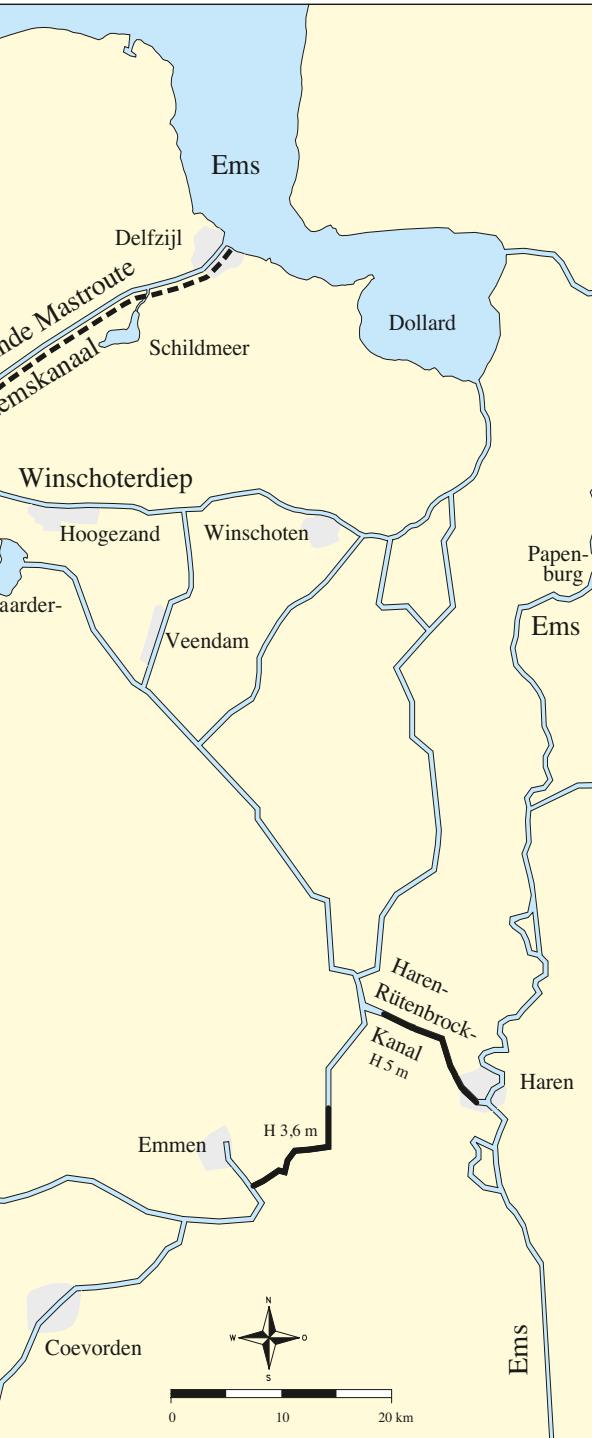 Ems
Delfzijl
nde Mastroute
emskanaal
Schildmeer
Dollard
Winschoterdiep
Hoogezand
Winschoten
Papen-
burg
aarder-
Ems
Veendam
Haren-
Rütenbrock-
Kanal
H 5 m
Haren
H 3,6 m
Emmen
Coevorden
Ems
N
W
O
S
0
10
20 km